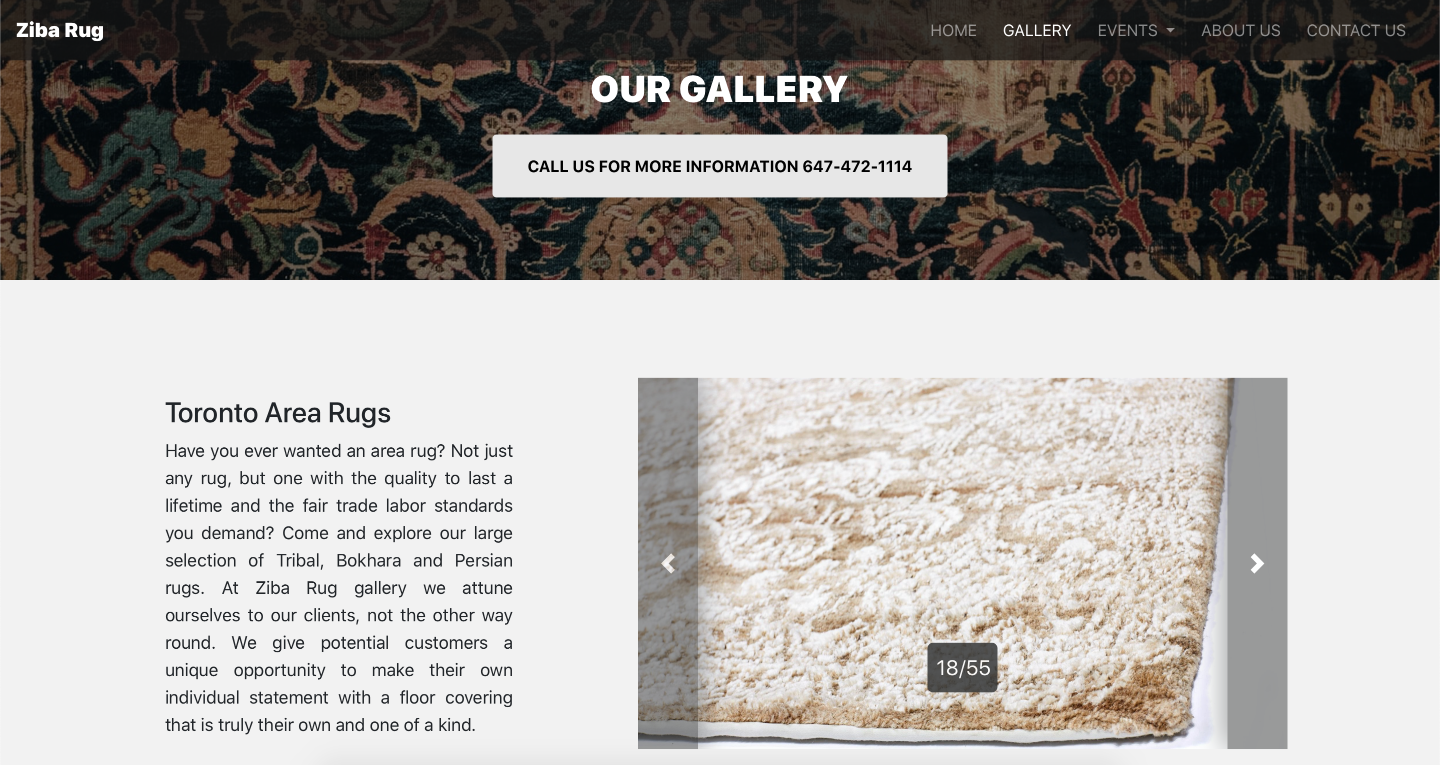 Ziba Rug
HOME GALLERY EVENTS ABOUT US CONTACT US
OUR GALLERY
CALL US FOR MORE INFORMATION 647-472-1114
Toronto Area Rugs
Have you ever wanted an area rug? Not just
any rug, but one with the quality to last a
lifetime and the fair trade labor standards
you demand? Come and explore our large
selection of Tribal, Bokhara and Persian
rugs. At Ziba Rug gallery we attune
ourselves to our clients, not the other way
round. We give potential customers a
unique opportunity to make their own
individual statement with a floor covering
that is truly their own and one of a kind.
18/55